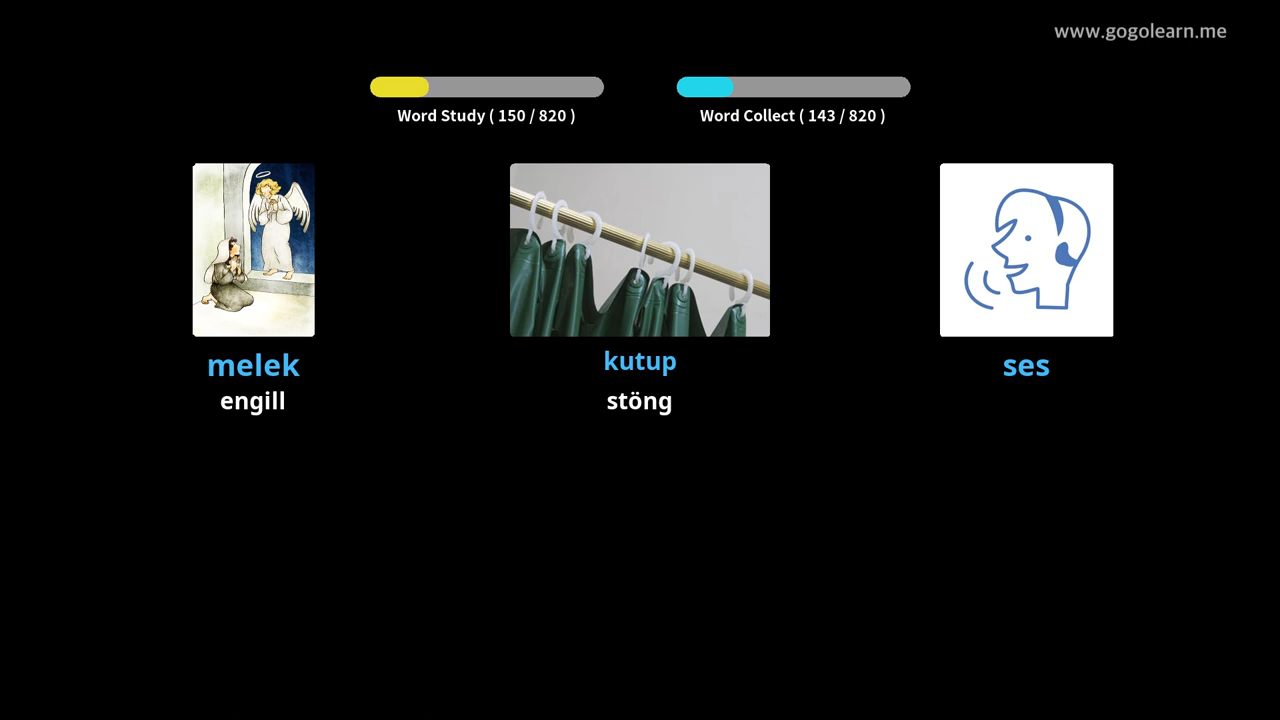 www.gogolearn.me
Word Study ( 150 / 820 )
Word Collect ( 143 / 820 )
melek
engill
kutup
stöng
ses